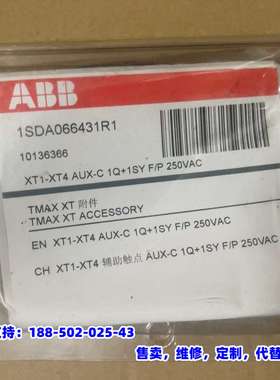 ABB
1SDA066431R1
10136366
XT1-XT4 AUX-C 1Q+1SY F/P 250VAC
TMAX XT 附件
TMAX XT ACCESSORY
EN XT1-XT4 AUX-C 1Q+1SY F/P 250VAC
CH XT1-XT4 辅助触点 AUX-C 1Q+1SY F/P 250VAC
持：188-502-025-43
售卖，维修，定制，代替